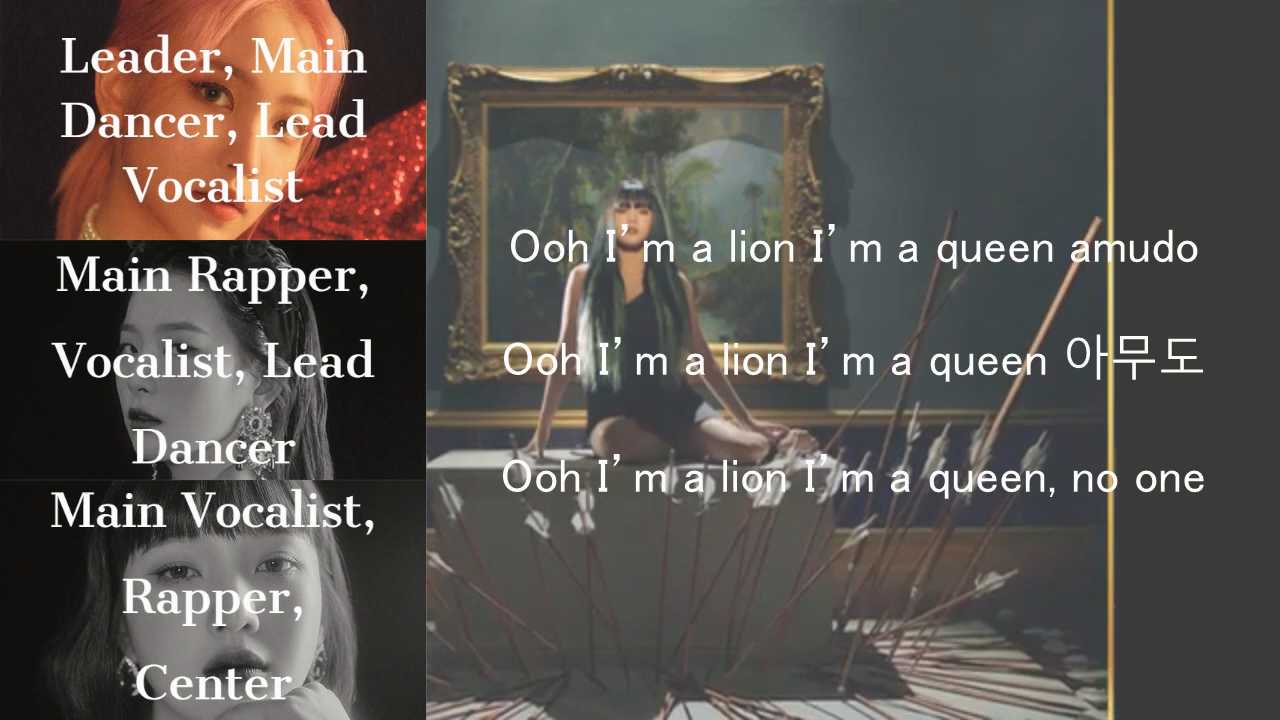 Leader, Main
Dancer, Lead
Vocalist
Main Rapper,
Vocalist, Lead
Dancer
Main Vocalist,
Rapper,
Center
Ooh I’m a lion I’m a queen amudo
Ooh I’m a lion I’m a queen 아무도
Ooh I’m a lion I’m a queen, no one